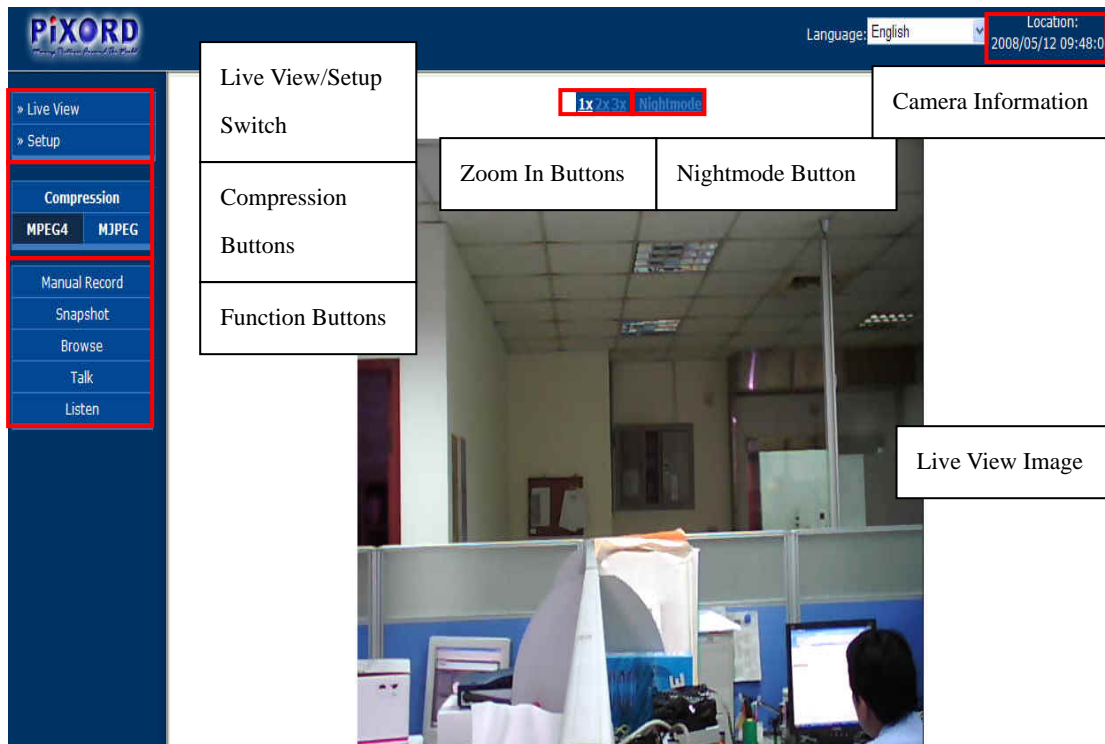 PiXORD
Language: English
Location:
2008/05/12 09:48:0
» Live View
» Setup
Compression
MPEG4 MJPEG
Manual Record
Snapshot
Browse
Talk
Listen
Live View/Setup
Switch
Compression
Buttons
Function Buttons
1x 2x 3x Nightmode
Zoom In Buttons
Nightmode Button
Camera Information
Live View Image